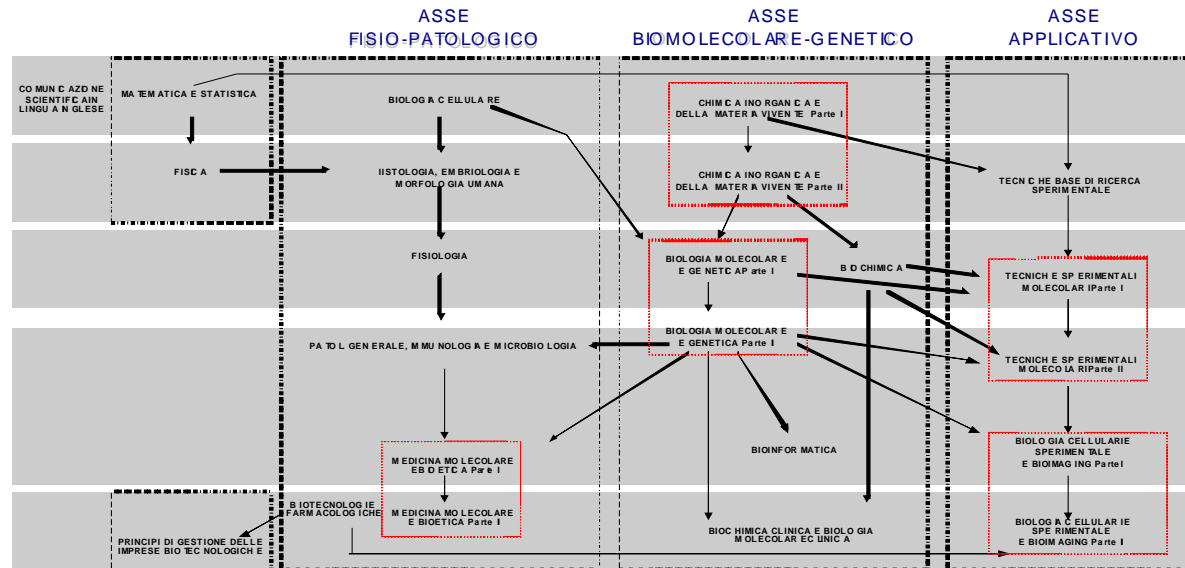 ASSE
FISIO-PATOLOGICO
ASSE
BIOMOLECOLARE-GENETICO
ASSE
APPLICATIVO
COMUNICAZIONE
SCIENTIFICA IN
LINGUA INGLESE
MATEMATICA E STATISTICA
BIOLOGIA CELLULARE
CHIMICA INORGANICA E
DELLA MATERIA VIVENTE Parte I
FISICA
IISTOLOGIA, EMBRIOLOGIA E
MORFOLOGIA UMANA
CHIMICA INORGANICA E
DELLA MATERIA VIVENTE Parte II
TECNICHE BASE DI RICERCA
SPERIMENTALE
FISIOLOGIA
BIOLOGIA MOLECOLARE
E GENETICA Parte I
BIOCHIMICA
TECNICHE SPERIMENTALI
MOLECOLARI Parte I
PATOL. GENERALE, IMMUNOLOGIA E MICROBIOLOGIA
BIOLOGIA MOLECOLARE
E GENETICA Parte I
TECNICHE SPERIMENTALI
MOLECOLARI Parte II
MEDICINA MOLECOLARE
E BIOETICA Parte I
BIOINFORMATICA
BIOLOGIA CELLULARIE
SPERIMENTALE
E BIOIMAGING Parte I
BIOTECNOLOGIE
FARMACOLOGICHE
MEDICINA MOLECOLARE
E BIOETICA Parte I
PRINCIPI DI GESTIONE DELLE
IMPRESE BIOTECNOLOGICHE
BIOCHIMICA CLINICA E BIOLOGIA
MOLECOLARE CLINICA
BIOLOGIA CELLULARIE
SPERIMENTALE
E BIOIMAGING Parte I